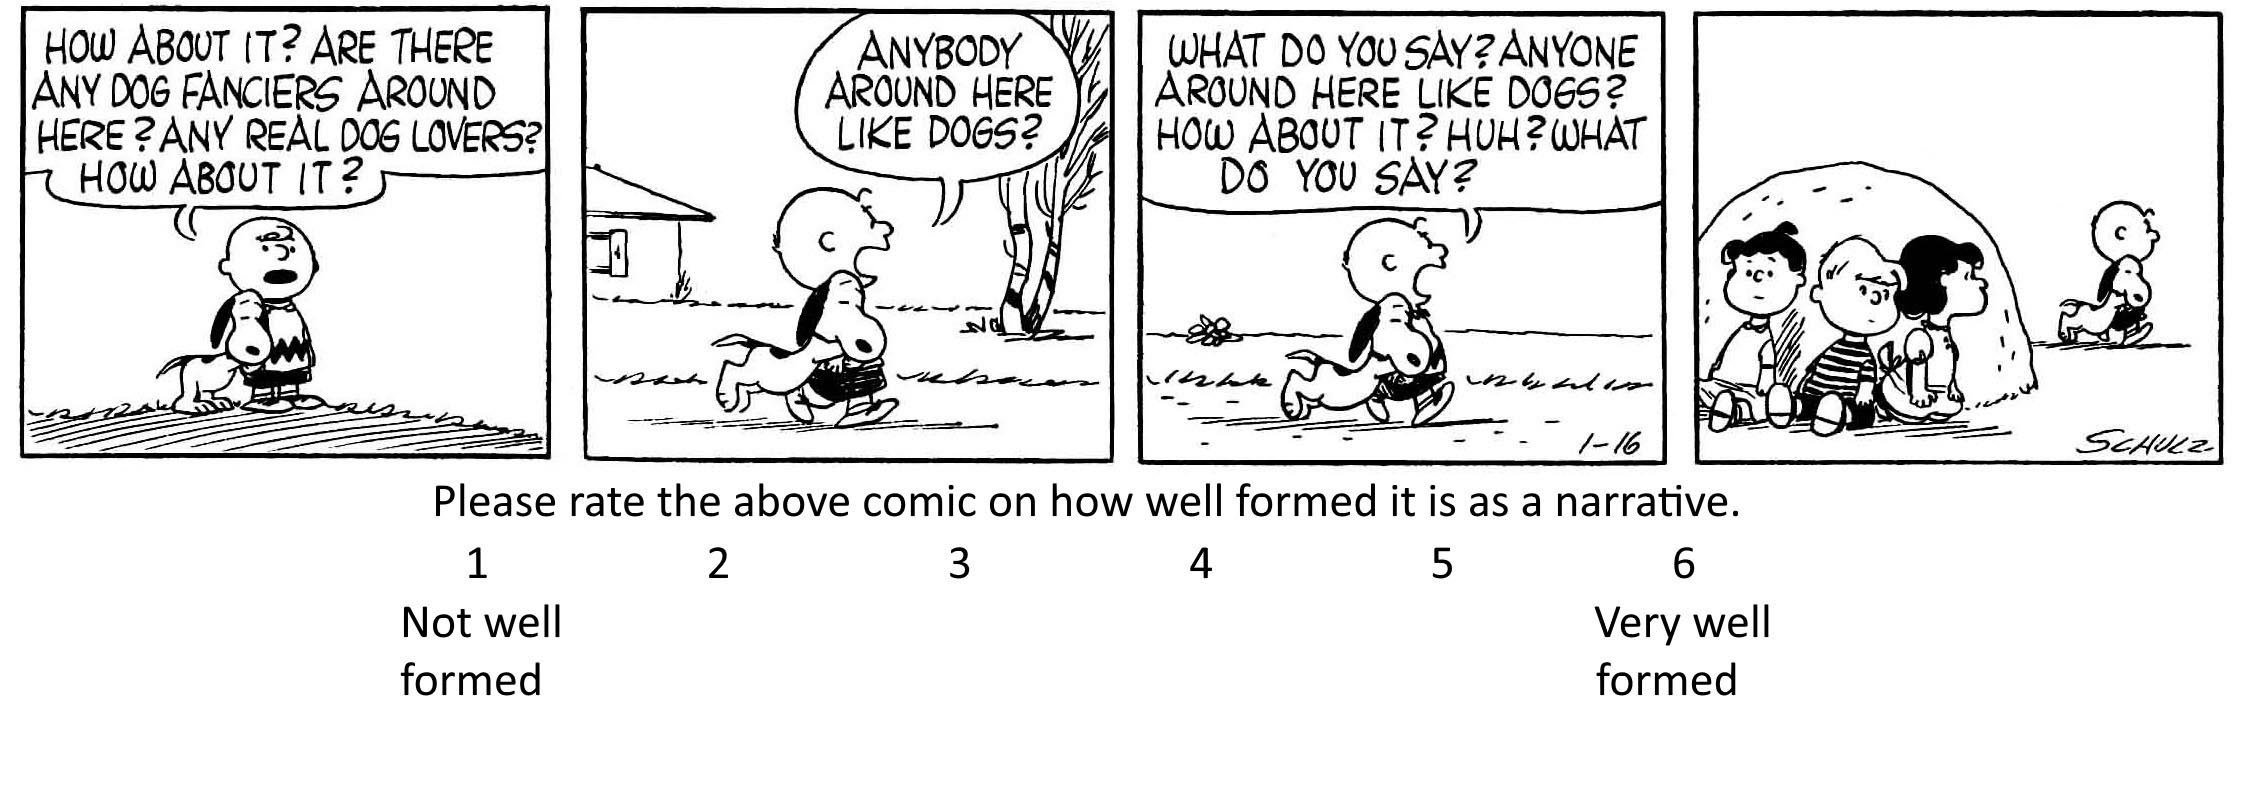 HOW ABOUT IT? ARE THERE
ANY DOG FANCIERS AROUND
HERE? ANY REAL DOG LOVERS?
HOW ABOUT IT?
ANYBODY
AROUND HERE
LIKE DOGS?
WHAT DO YOU SAY? ANYONE
AROUND HERE LIKE DOGS?
HOW ABOUT IT? HUH? WHAT
DO YOU SAY?
1-16
SCHULZ
Please rate the above comic on how well formed it is as a narrative.
1 2 3 4 5 6
Not well
formed
Very well
formed